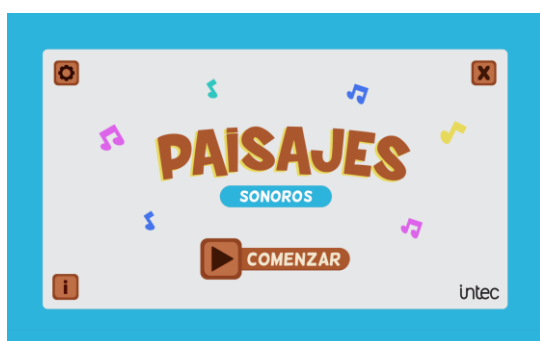 X
PAISAJES
SONOROS
COMENZAR
i
intec